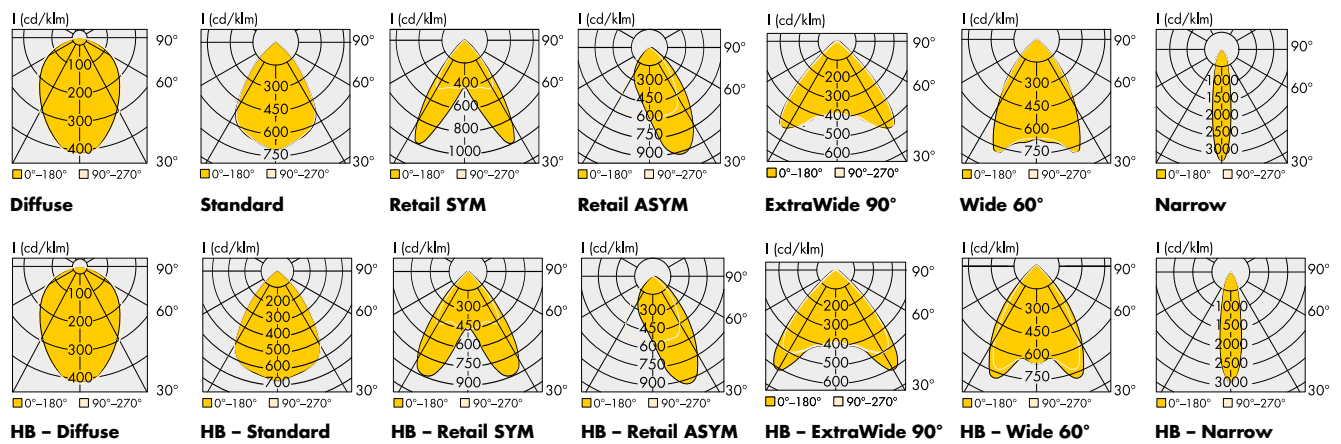 I (cd/klm) I (cd/klm) I (cd/klm) I (cd/klm) I (cd/klm) I (cd/klm) I (cd/klm)
90° 90° 90° 90° 90° 90° 90°
100 300 400 300 200 300 1000
60° 60° 60° 60° 60° 60° 60°
200 450 600 450 300 450 1500
300 600 800 600 400 600 2000
400 750 1000 750 500 750 2500
900 600 3000
30° 30° 30° 30° 30° 30° 30°
0°–180° 90°–270° 0°–180° 90°–270° 0°–180° 90°–270° 0°–180° 90°–270° 0°–180° 90°–270° 0°–180° 90°–270° 0°–180° 90°–270°
Diffuse Standard Retail SYM Retail ASYM ExtraWide 90° Wide 60° Narrow
I (cd/klm) I (cd/klm) I (cd/klm) I (cd/klm) I (cd/klm) I (cd/klm) I (cd/klm)
90° 90° 90° 90° 90° 90° 90°
100 200 300 300 200 300 1000
60° 60° 60° 60° 60° 60° 60°
200 300 450 450 300 450 1500
300 400 600 600 400 600 2000
400 500 750 750 500 750 2500
600 900 900 600 3000
700
30° 30° 30° 30° 30° 30° 30°
0°–180° 90°–270° 0°–180° 90°–270° 0°–180° 90°–270° 0°–180° 90°–270° 0°–180° 90°–270° 0°–180° 90°–270° 0°–180° 90°–270°
HB – Diffuse HB – Standard HB – Retail SYM HB – Retail ASYM HB – ExtraWide 90° HB – Wide 60° HB – Narrow